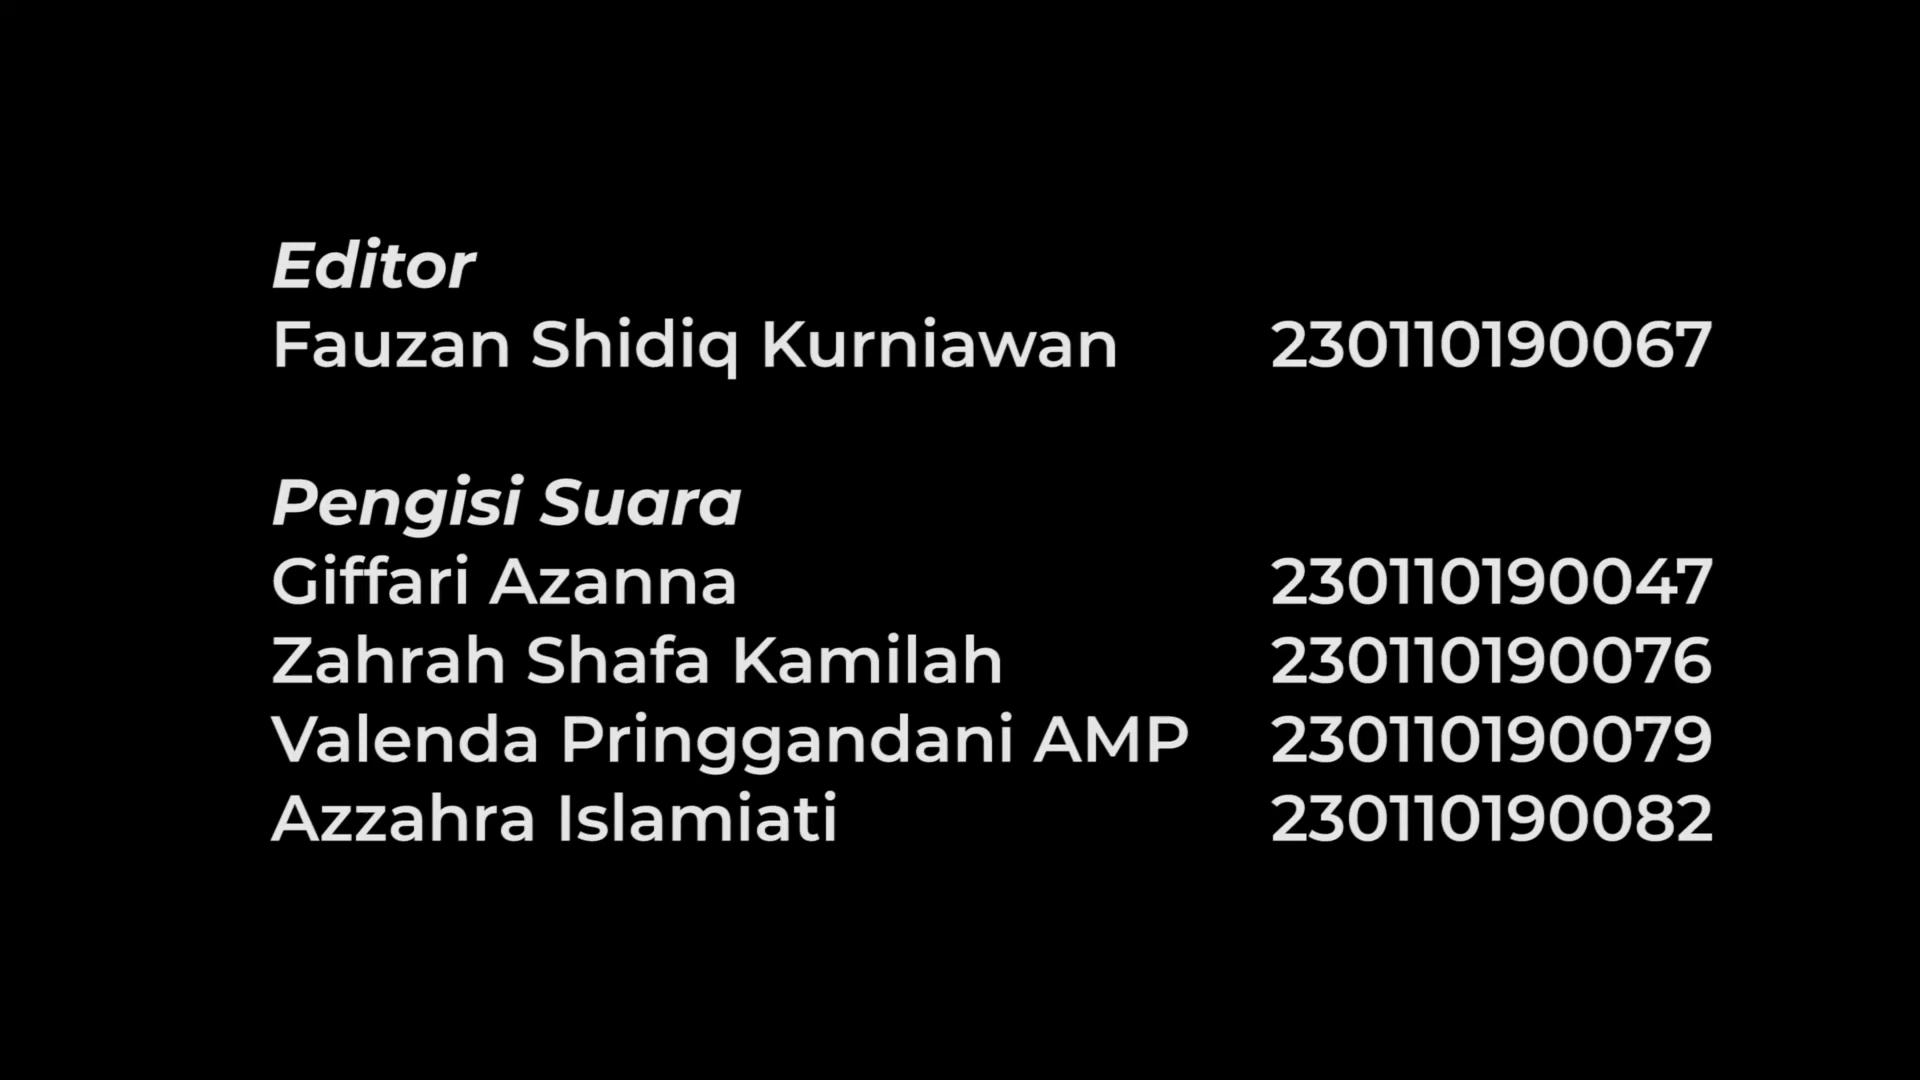 Editor
Fauzan Shidiq Kurniawan 230110190067
Pengisi Suara
Giffari Azanna 230110190047
Zahrah Shafa Kamilah 230110190076
Valenda Pringgandani AMP 230110190079
Azzahra Islamiati 230110190082